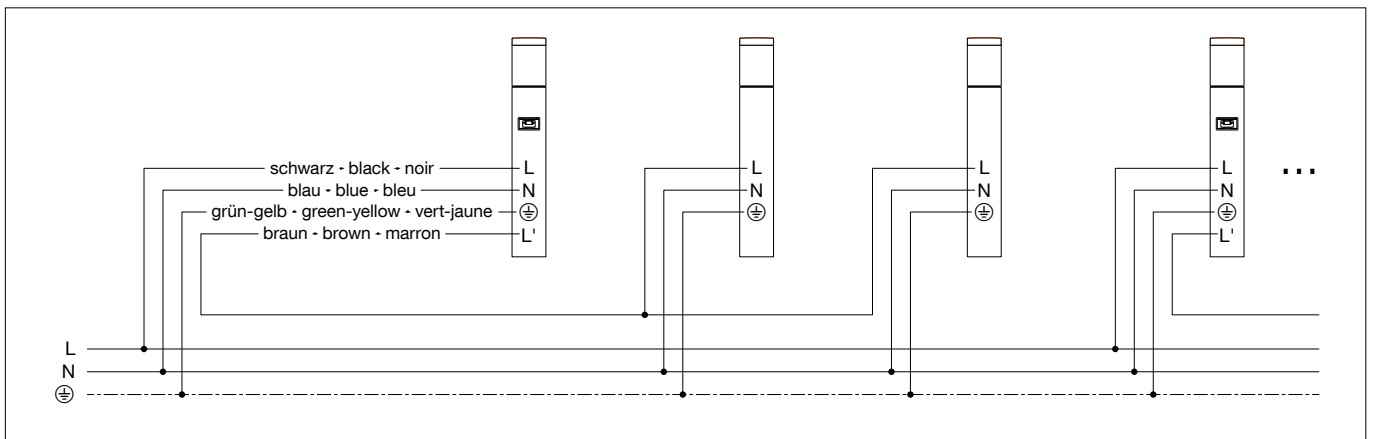 schwarz · black · noir L L L L ...
blau · blue · bleu N N N N
grün-gelb · green-yellow · vert-jaune
braun · brown · marron L' L'
L
N